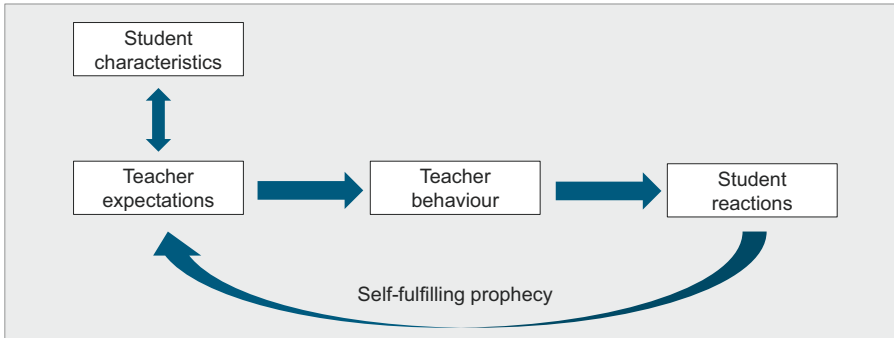 Student
characteristics
Teacher
expectations
Teacher
behaviour
Student
reactions
Self-fulfilling prophecy